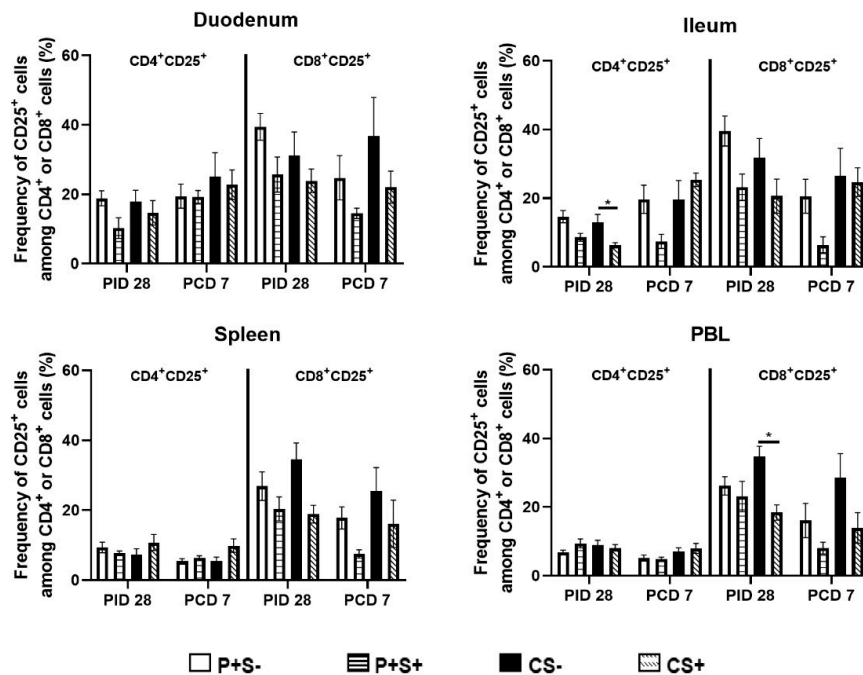 Duodenum
Frequency of CD25⁺ cells
among CD4⁺ or CD8⁺ cells (%)
60
40
20
0
CD4⁺CD25⁺
CD8⁺CD25⁺
PID 28
PCD 7
PID 28
PCD 7
Ileum
Frequency of CD25⁺ cells
among CD4⁺ or CD8⁺ cells (%)
60
40
20
0
CD4⁺CD25⁺
CD8⁺CD25⁺
*
PID 28
PCD 7
PID 28
PCD 7
Spleen
Frequency of CD25⁺ cells
among CD4⁺ or CD8⁺ cells (%)
60
40
20
0
CD4⁺CD25⁺
CD8⁺CD25⁺
PID 28
PCD 7
PID 28
PCD 7
PBL
Frequency of CD25⁺ cells
among CD4⁺ or CD8⁺ cells (%)
60
40
20
0
CD4⁺CD25⁺
CD8⁺CD25⁺
*
PID 28
PCD 7
PID 28
PCD 7
P+S- P+S+ CS- CS+